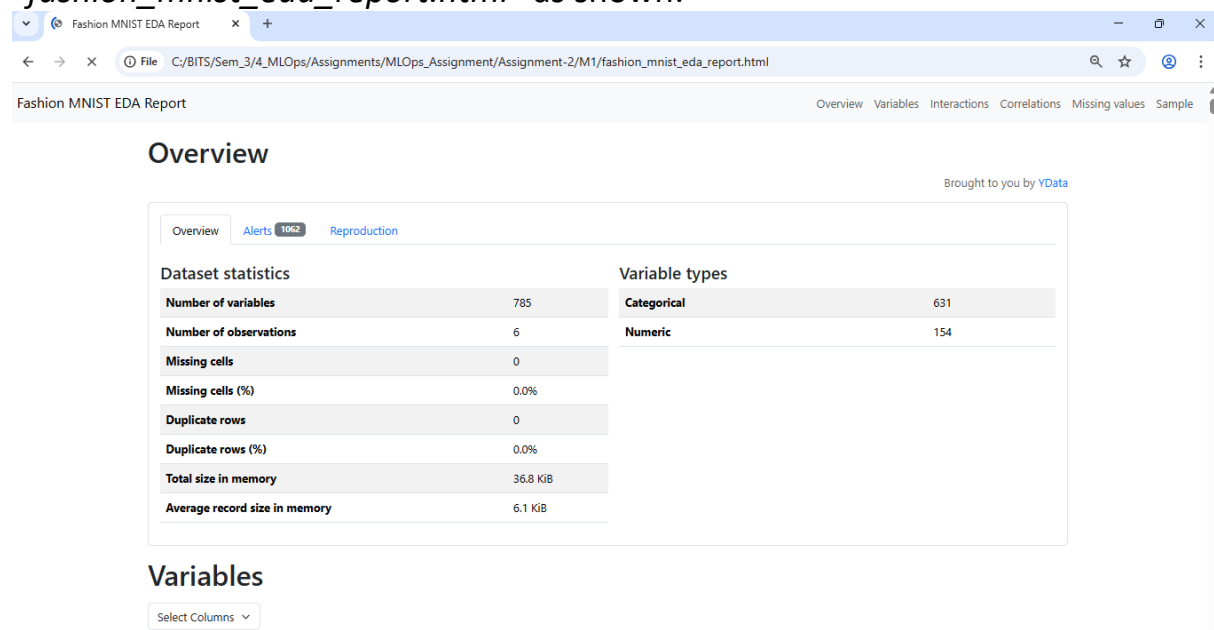 fashion_mnist_eda_report.html" as shown:
Fashion MNIST EDA Report
File C:/BITS/Sem_3/4_MLOps/Assignments/MLOps_Assignment/Assignment-2/M1/fashion_mnist_eda_report.html
Fashion MNIST EDA Report Overview Variables Interactions Correlations Missing values Sample
Overview
Brought to you by YData
Overview Alerts 1062 Reproduction
Dataset statistics Variable types
Number of variables 785 Categorical 631
Number of observations 6 Numeric 154
Missing cells 0
Missing cells (%) 0.0%
Duplicate rows 0
Duplicate rows (%) 0.0%
Total size in memory 36.8 KiB
Average record size in memory 6.1 KiB
Variables
Select Columns